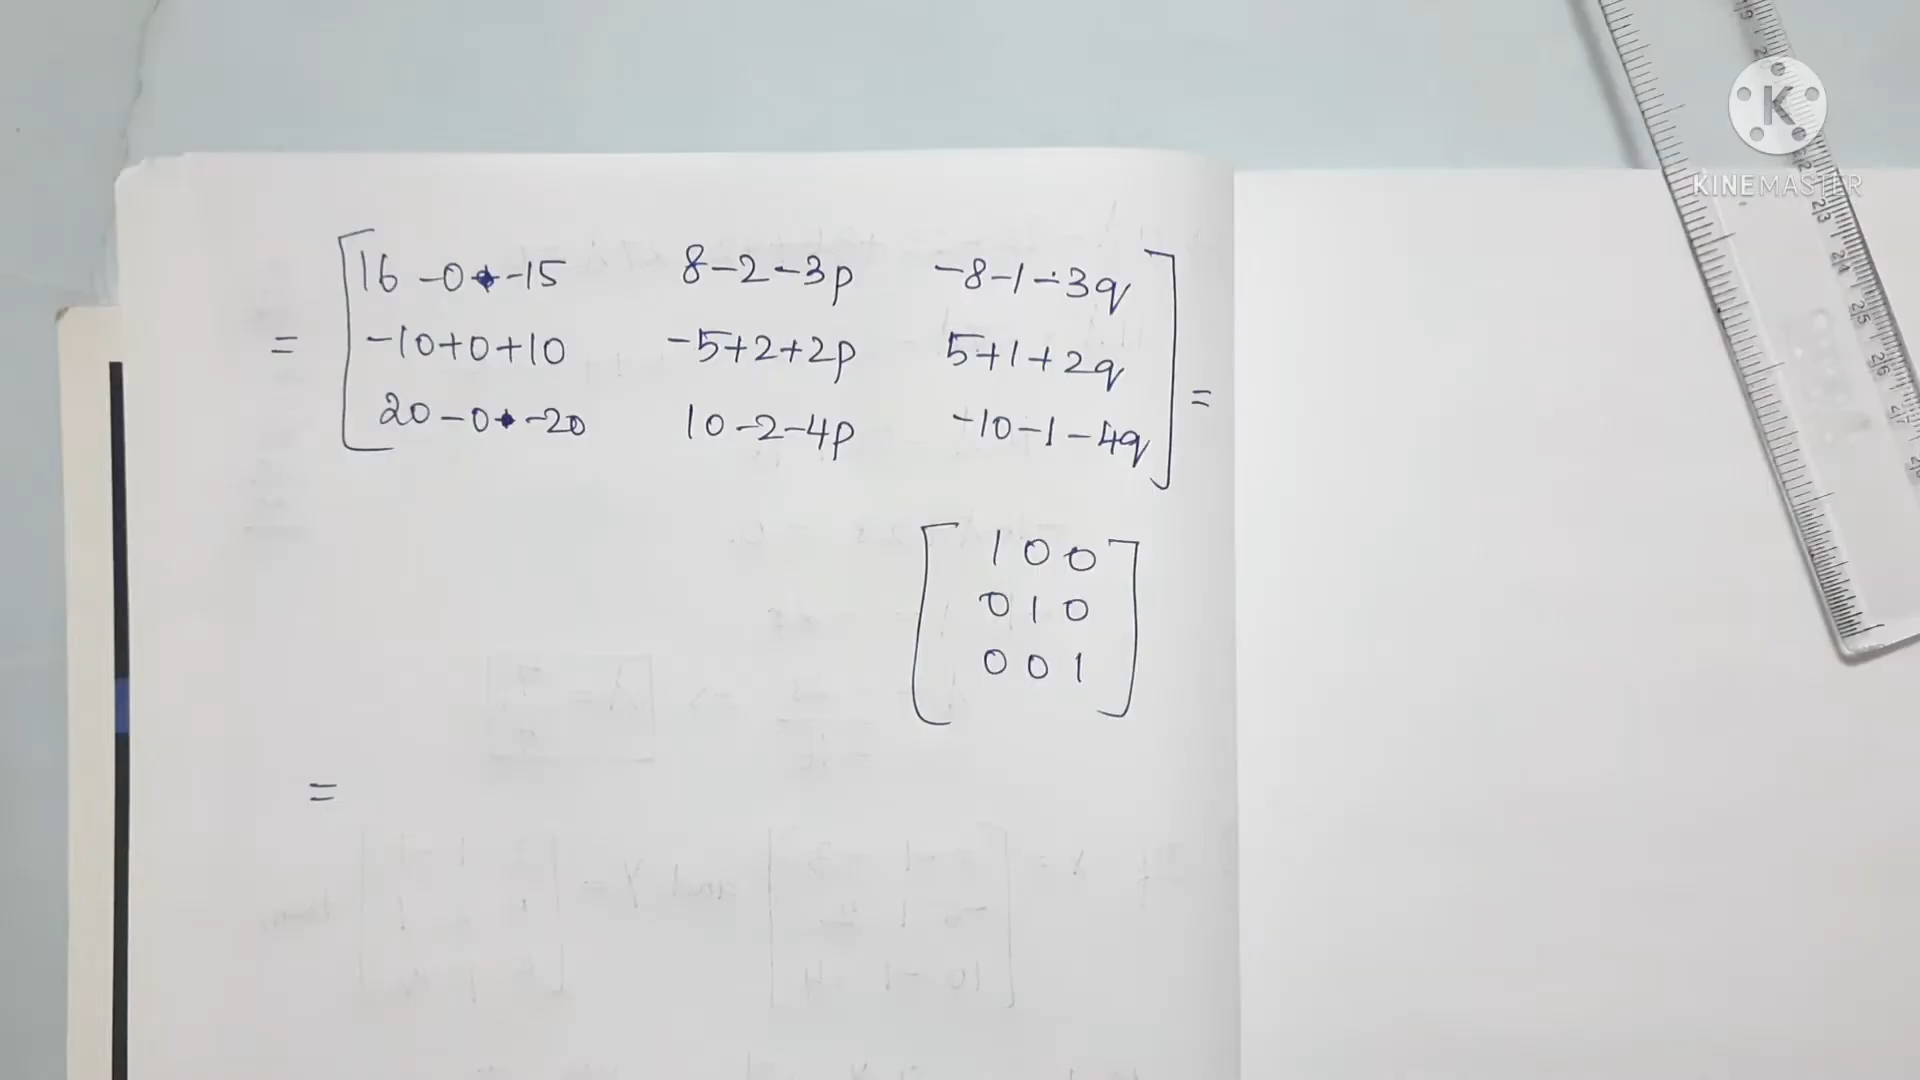 16 -0 -15 8-2-3p -8-1-3q
= -10+0+10 -5+2+2p 5+1+2q =
20-0 -20 10-2-4p -10-1-4q
1 0 0
0 1 0
0 0 1
=
K
KINEMASTER